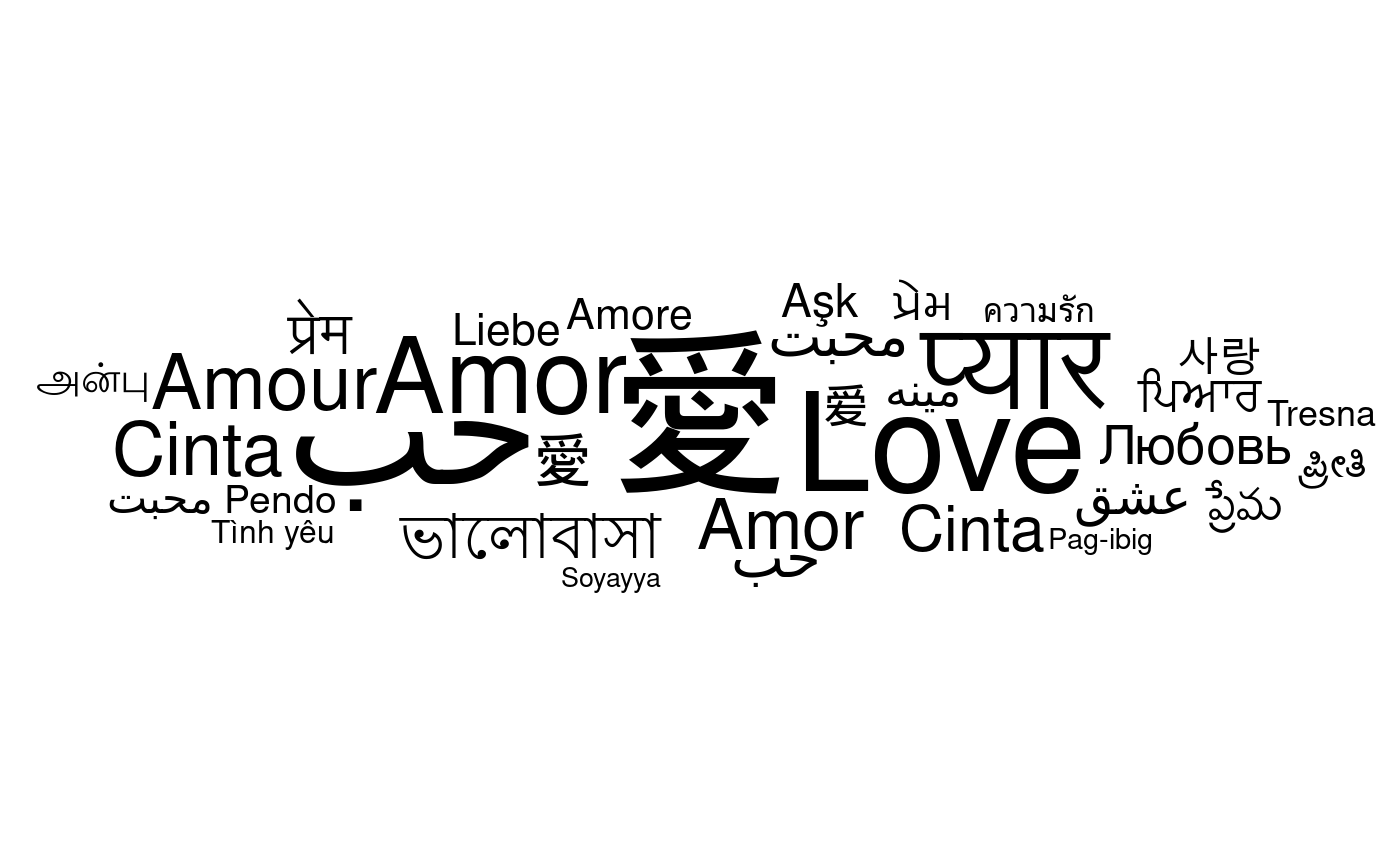 Aşk
પ્રેમ
ความรัก
Amore
प्रेम
Liebe
محبت
प्यार
사랑
Amor
愛
அன்பு
Amour
爱
مينه
ਪਿਆਰ
Tresna
Cinta
حب
愛
Love
Любовь
ಪ್ರೀತಿ
محبت
Pendo
عشق
ప్రేమ
Tình yêu
ভালোবাসা
Amor
Cinta
Pag-ibig
حب
Soyayya